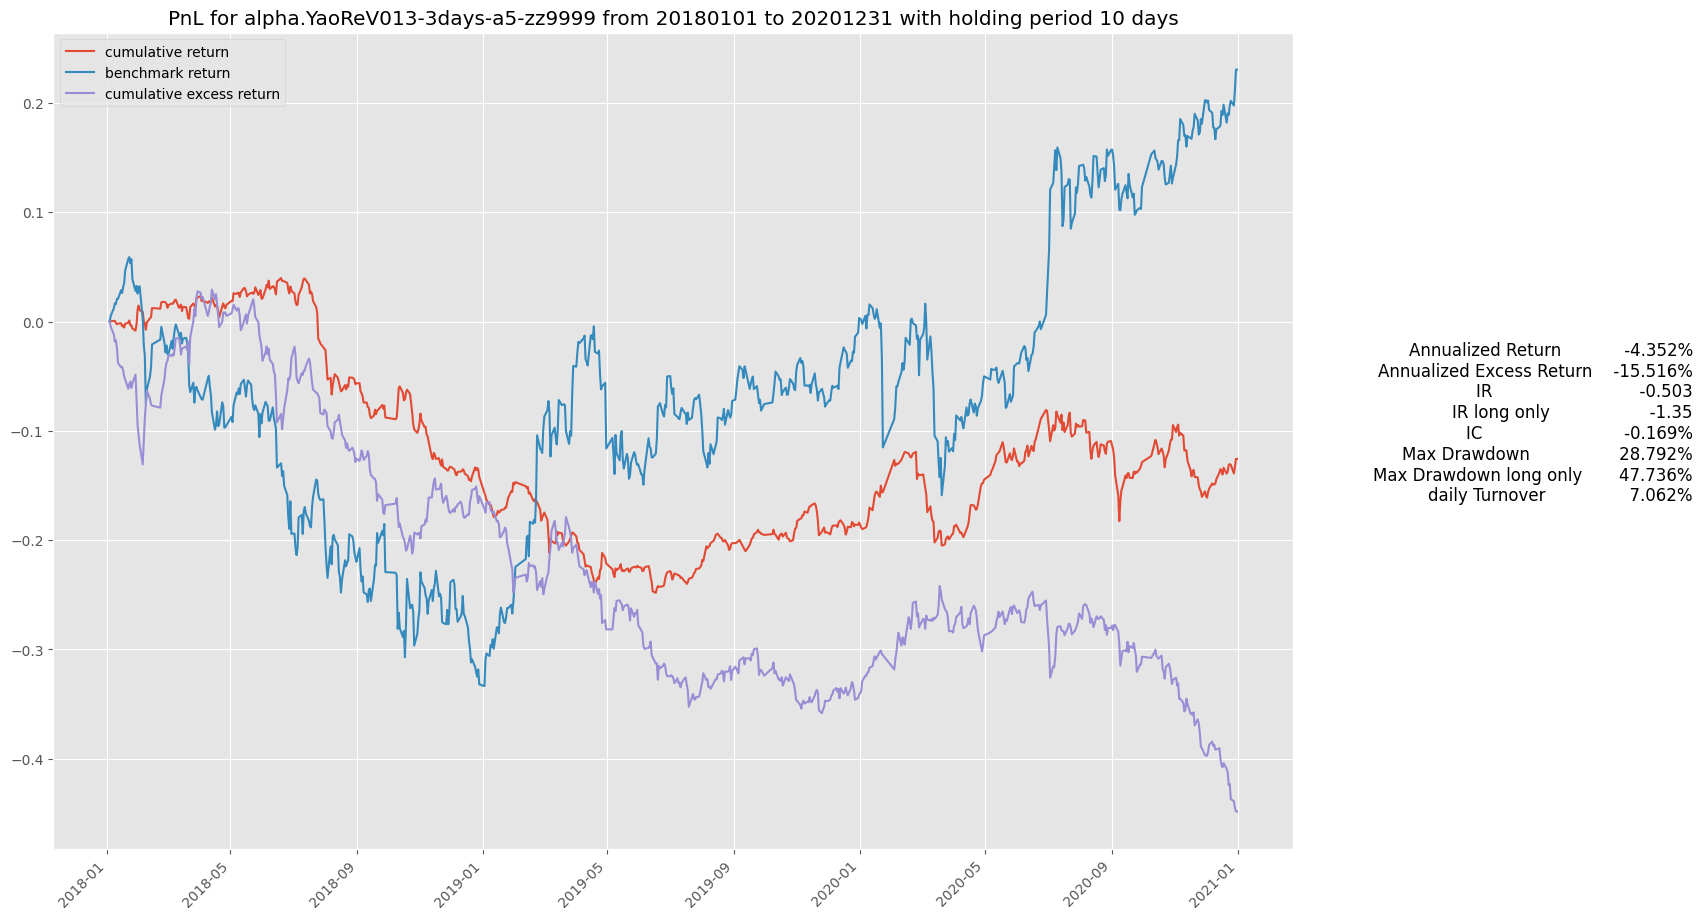 PnL for alpha.YaoReV013-3days-a5-zz9999 from 20180101 to 20201231 with holding period 10 days
cumulative return
benchmark return
cumulative excess return
0.2
0.1
0.0
−0.1
−0.2
−0.3
−0.4
2018-01
2018-05
2018-09
2019-01
2019-05
2019-09
2020-01
2020-05
2020-09
2021-01
Annualized Return -4.352%
Annualized Excess Return -15.516%
IR -0.503
IR long only -1.35
IC -0.169%
Max Drawdown 28.792%
Max Drawdown long only 47.736%
daily Turnover 7.062%